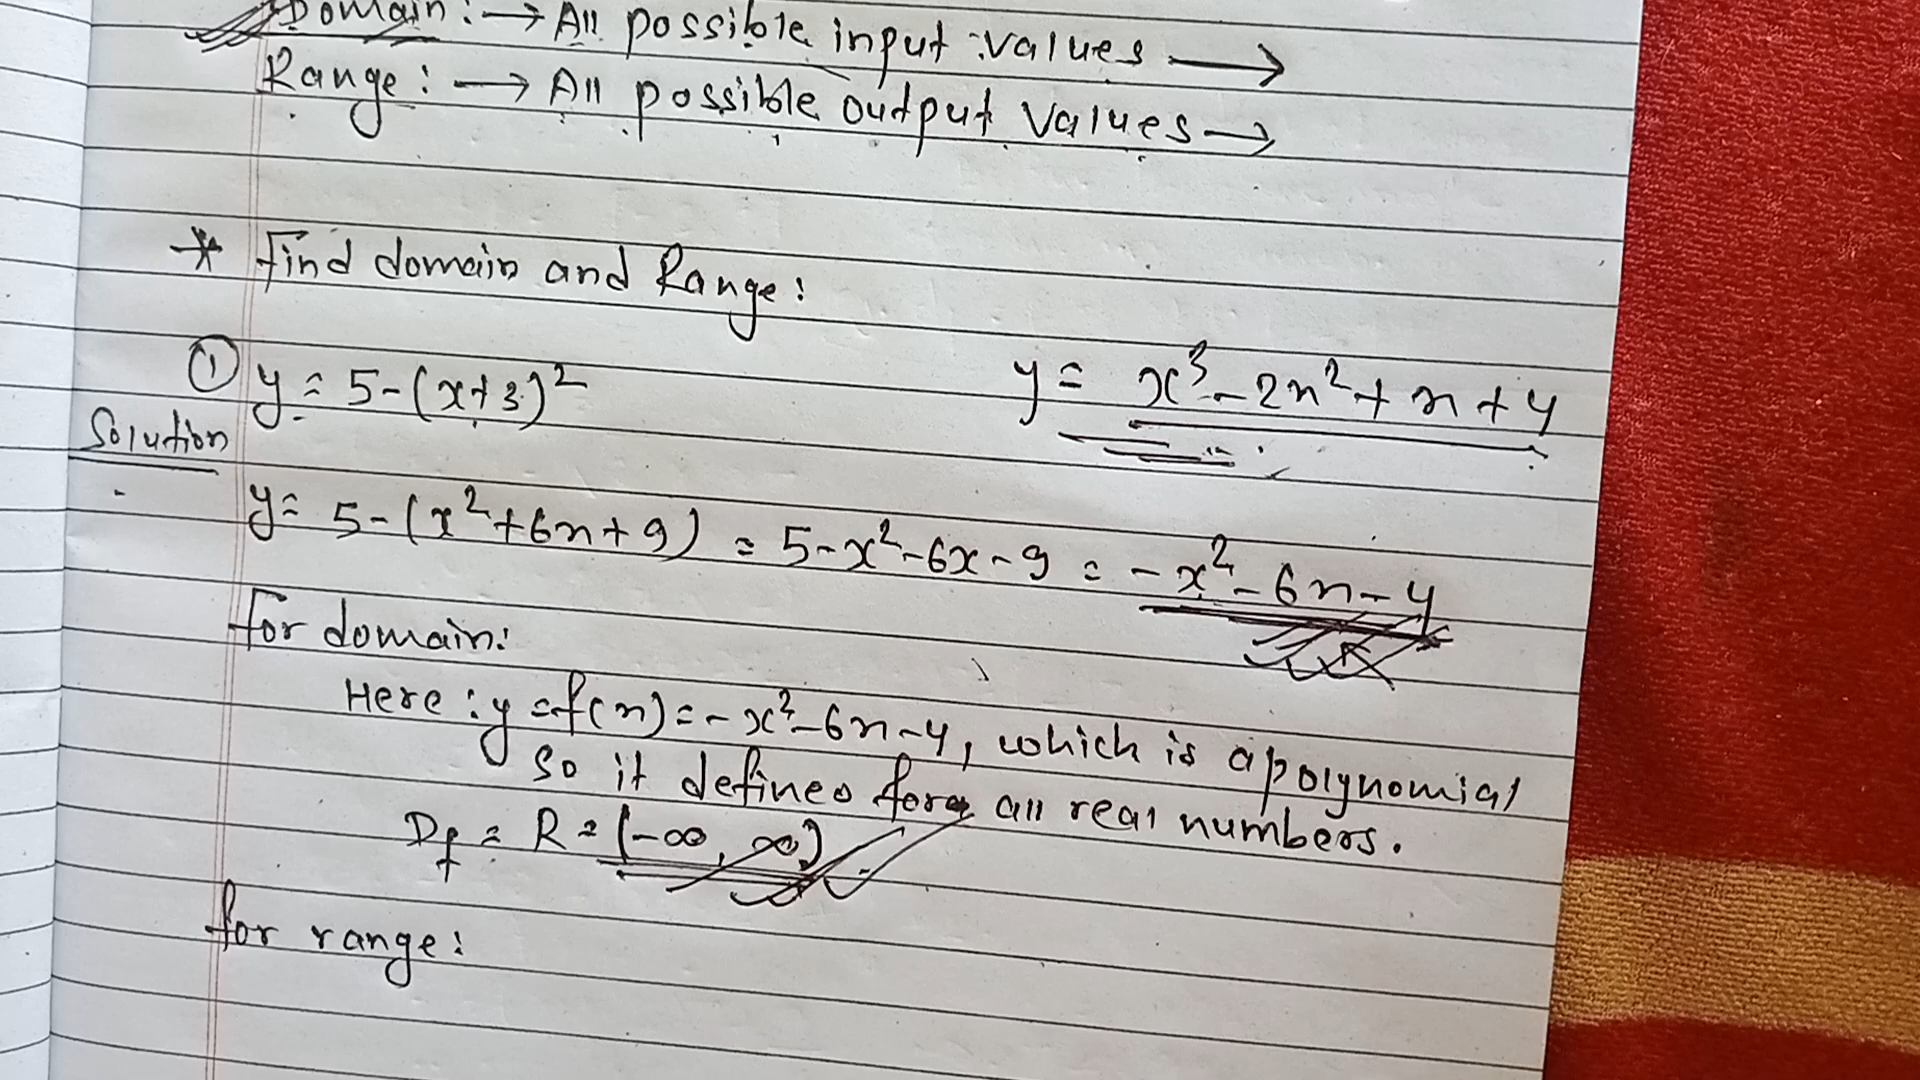 Domain: → All possible input values →
Range: → All possible output values →
* Find domain and Range:
① y = 5-(x+3)²
y = x³-2x²+x+4
Solution
y = 5-(x²+6x+9) = 5-x²-6x-9 = -x²-6x-4
For domain:
Here: y=f(x)=-x²-6x-4, which is a polynomial
So it defines for all real numbers.
Df = R = (-∞, ∞)
for range: